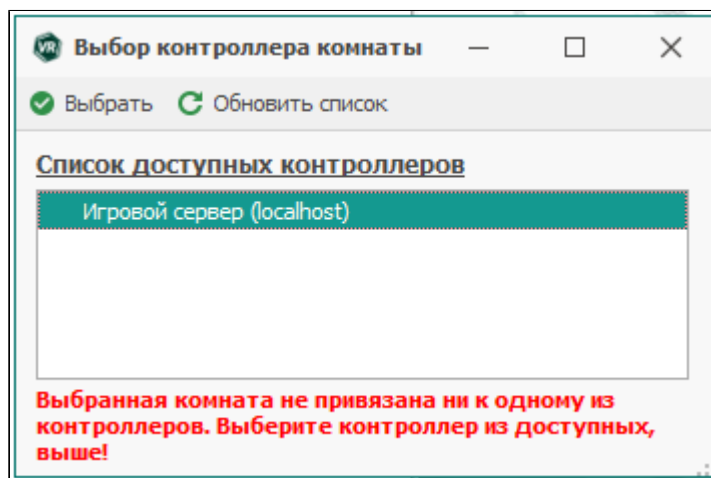 VR Выбор контроллера комнаты
Выбрать Обновить список
Список доступных контроллеров
Игровой сервер (localhost)
Выбранная комната не привязана ни к одному из
контроллеров. Выберите контроллер из доступных,
выше!